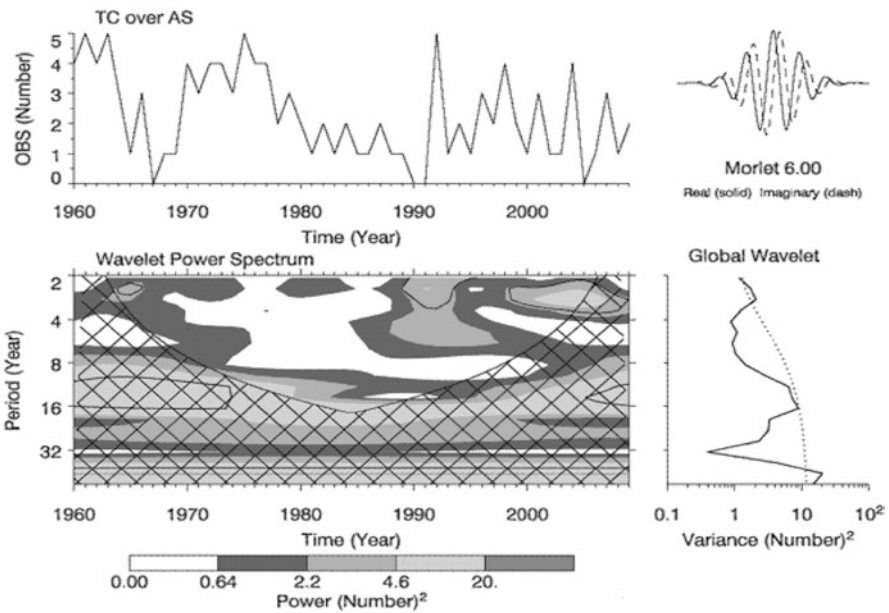 TC over AS
5
4
3
2
1
0
OBS (Number)
1960 1970 1980 1990 2000
Time (Year)
Morlet 6.00
Real (solid) Imaginary (dash)
Wavelet Power Spectrum
2
4
8
16
32
Period (Year)
1960 1970 1980 1990 2000
Time (Year)
0.00 0.64 2.2 4.6 20.
Power (Number)2
Global Wavelet
0.1 1 10 102
Variance (Number)2